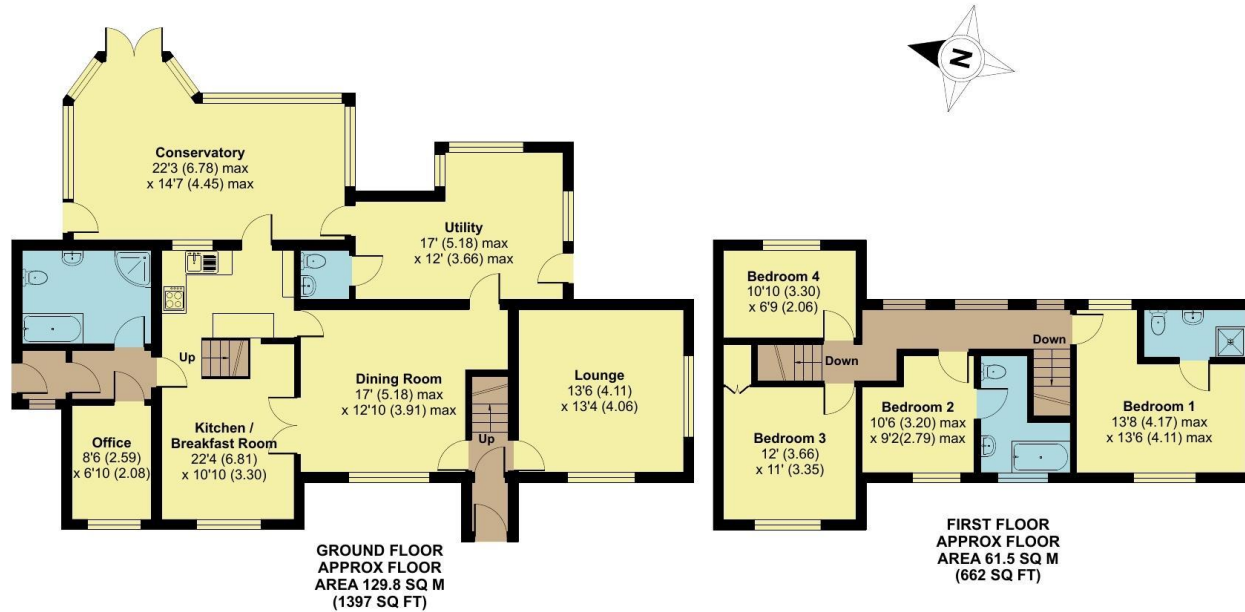 N
Conservatory
22'3 (6.78) max
x 14'7 (4.45) max
Utility
17' (5.18) max
x 12' (3.66) max
Up
Dining Room
17' (5.18) max
x 12'10 (3.91) max
Lounge
13'6 (4.11)
x 13'4 (4.06)
Up
Office
8'6 (2.59)
x 6'10 (2.08)
Kitchen /
Breakfast Room
22'4 (6.81)
x 10'10 (3.30)
GROUND FLOOR
APPROX FLOOR
AREA 129.8 SQ M
(1397 SQ FT)
Bedroom 4
10'10 (3.30)
x 6'9 (2.06)
Down
Down
Bedroom 3
12' (3.66)
x 11' (3.35)
Bedroom 2
10'6 (3.20) max
x 9'2(2.79) max
Bedroom 1
13'8 (4.17) max
x 13'6 (4.11) max
FIRST FLOOR
APPROX FLOOR
AREA 61.5 SQ M
(662 SQ FT)